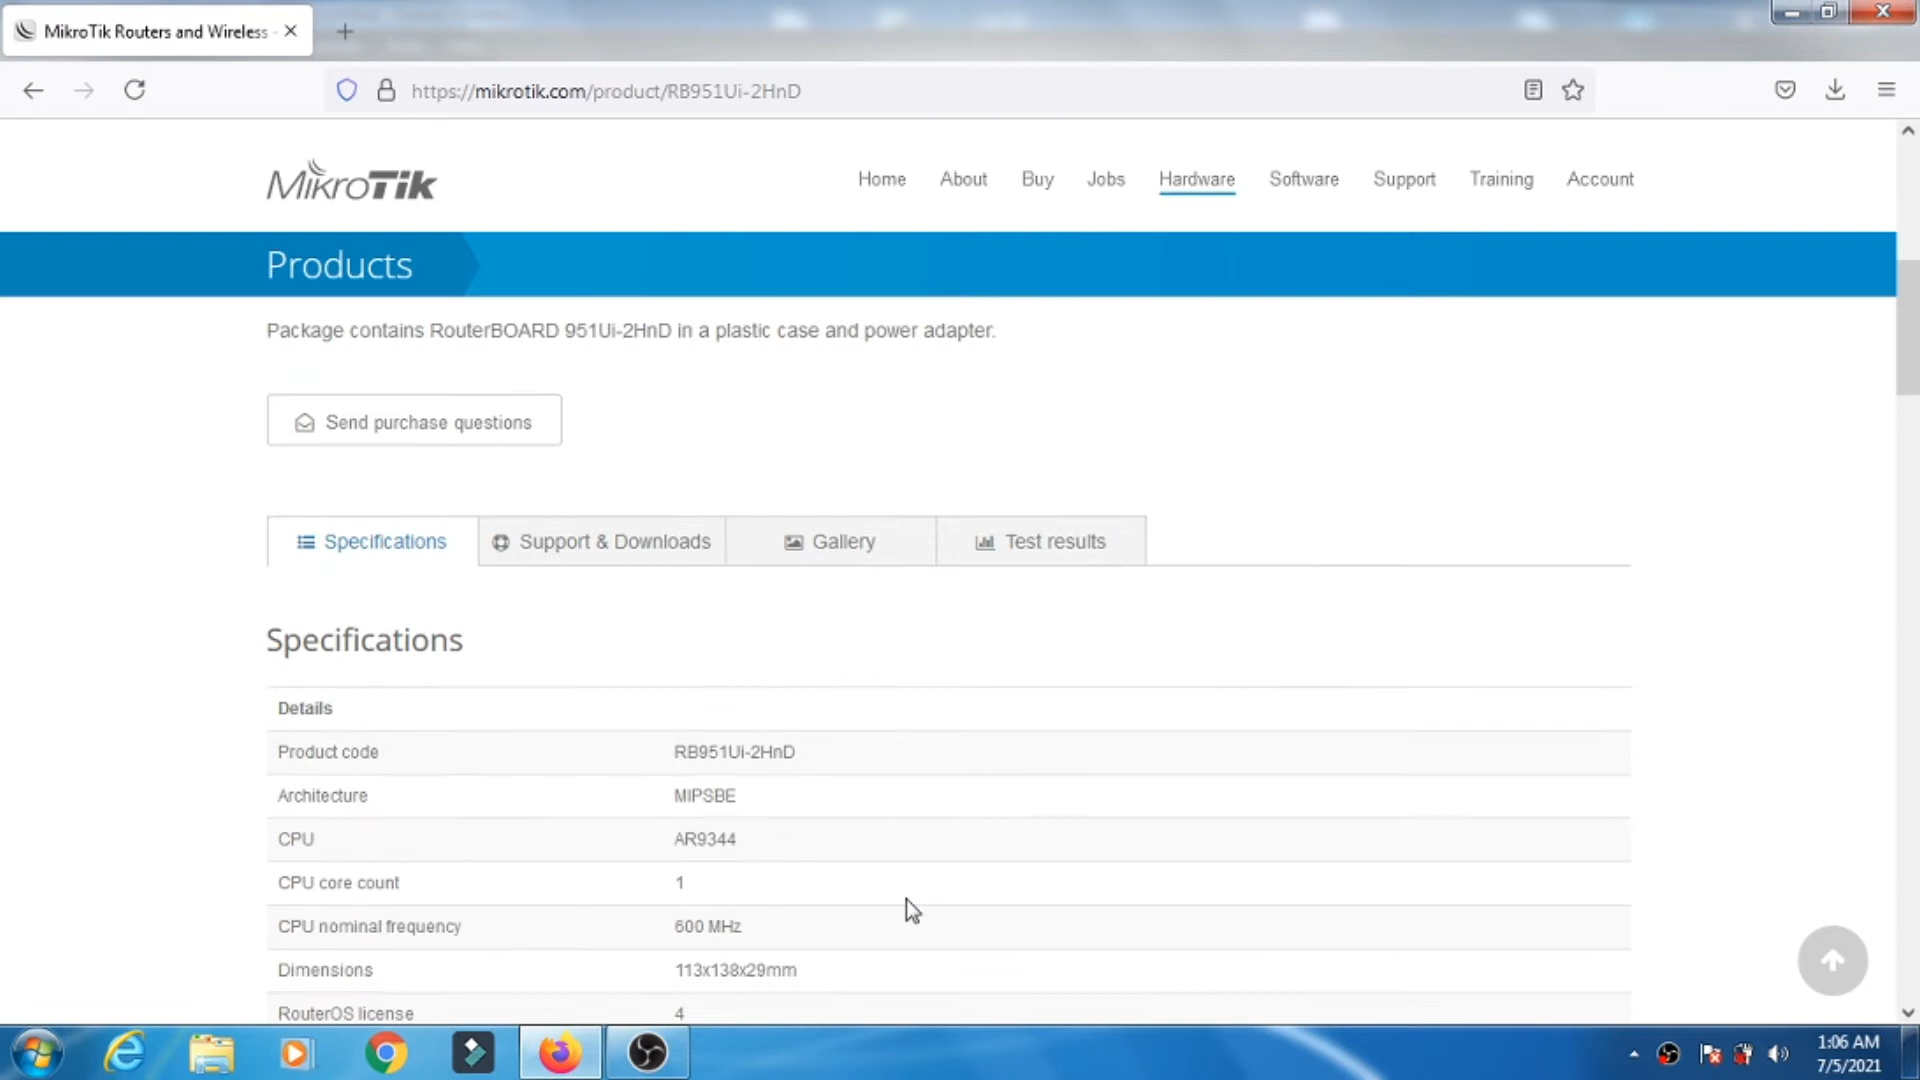 MikroTik Routers and Wireless -
https://mikrotik.com/product/RB951Ui-2HnD
MikroTik
Home About Buy Jobs Hardware Software Support Training Account
Products
Package contains RouterBOARD 951Ui-2HnD in a plastic case and power adapter.
Send purchase questions
Specifications Support & Downloads Gallery Test results
Specifications
Details
Product code RB951Ui-2HnD
Architecture MIPSBE
CPU AR9344
CPU core count 1
CPU nominal frequency 600 MHz
Dimensions 113x138x29mm
RouterOS license 4
1:06 AM
7/5/2021